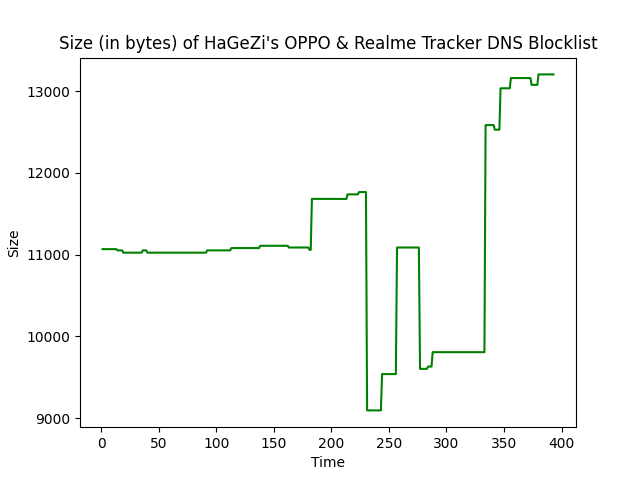 Size (in bytes) of HaGeZi's OPPO & Realme Tracker DNS Blocklist
13000
12000
11000
10000
9000
Size
0 50 100 150 200 250 300 350 400
Time